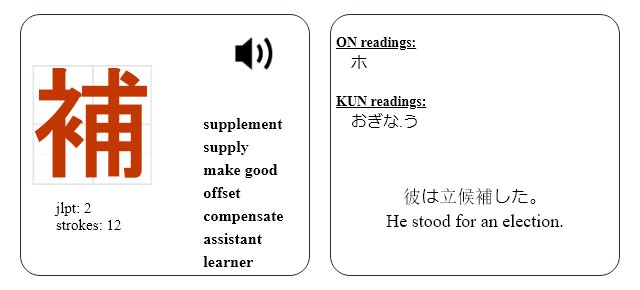 補
jlpt: 2
strokes: 12
supplement
supply
make good
offset
compensate
assistant
learner
ON readings:
ホ
KUN readings:
おぎな.う
彼は立候補した。
He stood for an election.